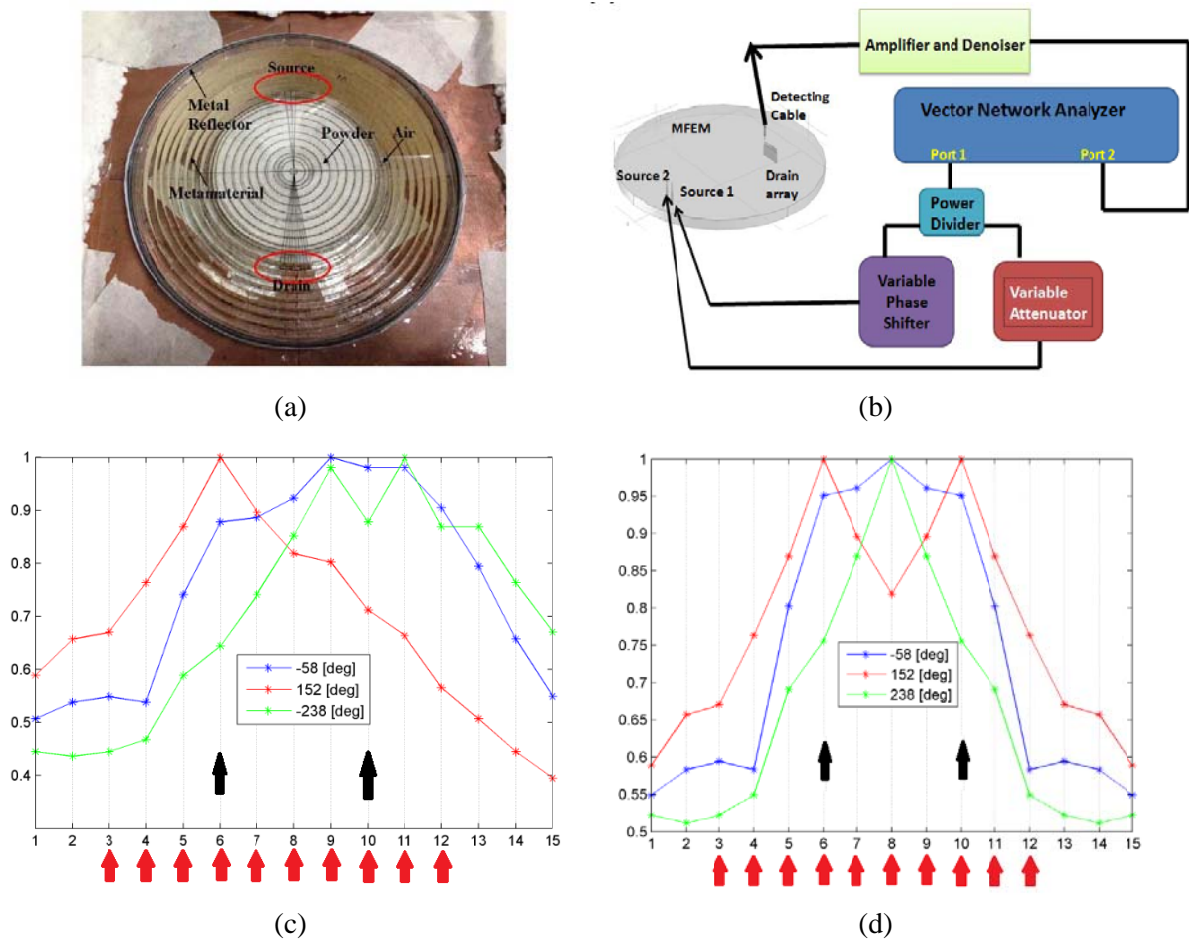 Source
Metal
Reflector
Powder
Air
Metamaterial
Drain
(a)
Amplifier and Denoiser
Detecting
Cable
Vector Network Analyzer
MFEM
Port 1
Port 2
Source 2
Source 1
Drain
array
Power
Divider
Variable
Phase
Shifter
Variable
Attenuator
(b)
1
0.9
0.8
0.7
0.6
0.5
0.4
-58 [deg]
152 [deg]
-238 [deg]
1 2 3 4 5 6 7 8 9 10 11 12 13 14 15
(c)
1
0.95
0.9
0.85
0.8
0.75
0.7
0.65
0.6
0.55
0.5
-58 [deg]
152 [deg]
238 [deg]
1 2 3 4 5 6 7 8 9 10 11 12 13 14 15
(d)